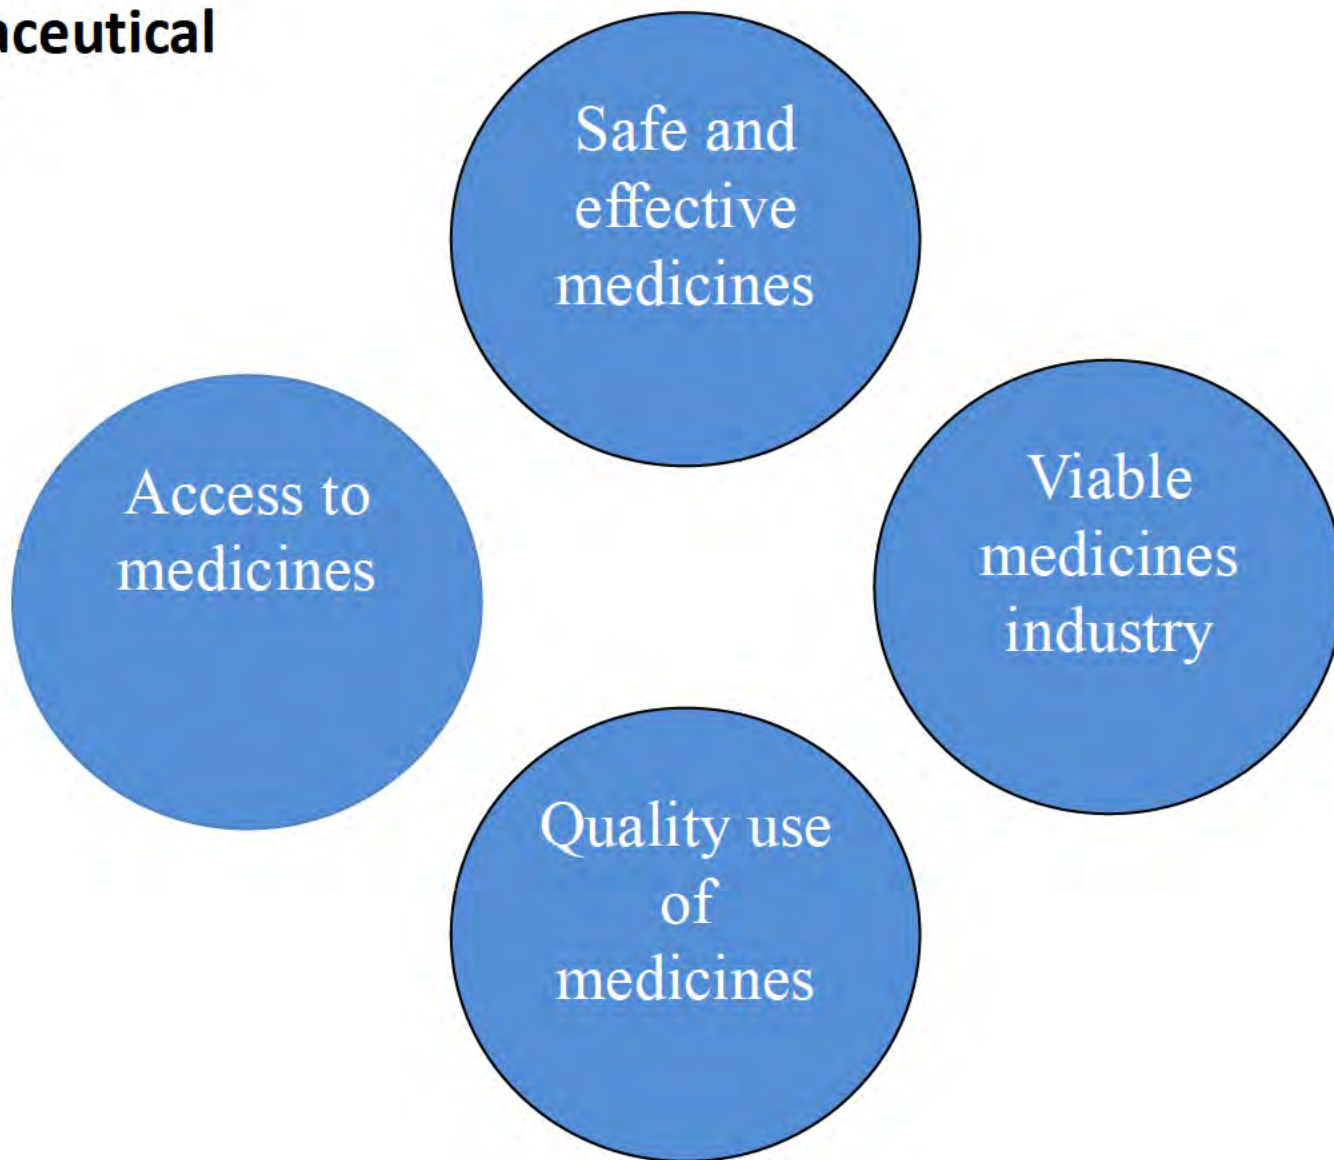 aceutical
Safe and
effective
medicines
Access to
medicines
Viable
medicines
industry
Quality use
of
medicines